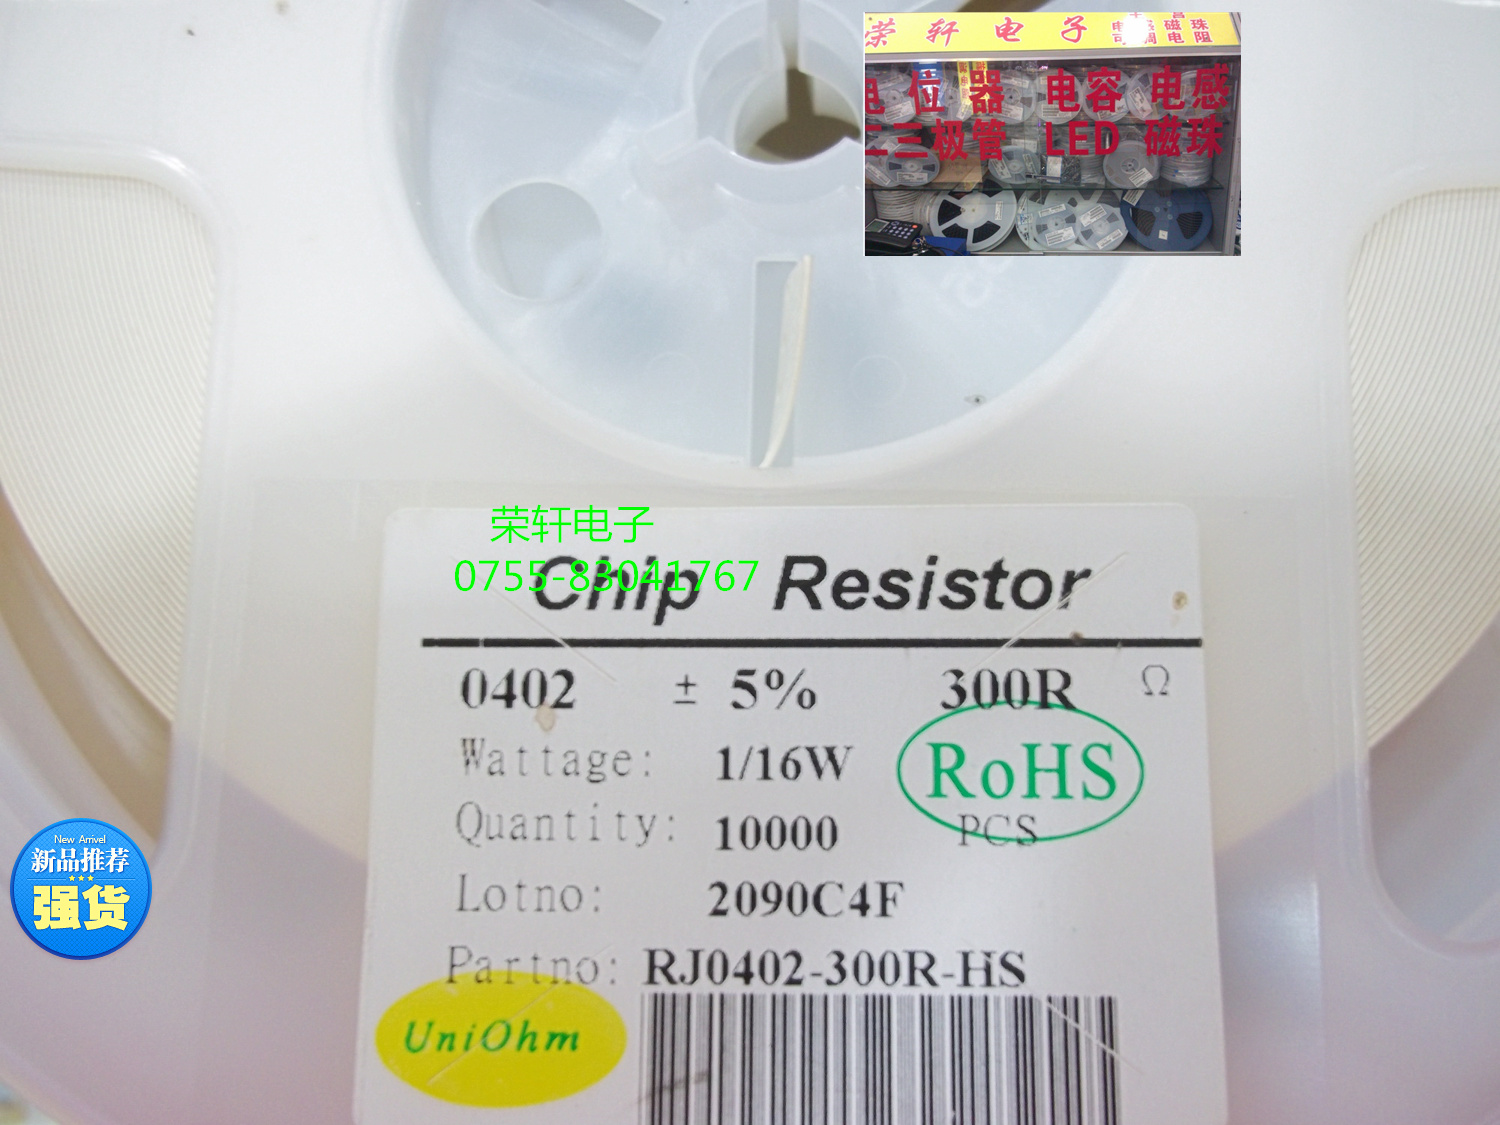 荣轩电子
磁珠
电阻
电位器 电容 电感
二三极管 LED 磁珠
荣轩电子
0755-83041767
Chip Resistor
0402 ± 5% 300R Ω
Wattage: 1/16W
RoHS
Quantity: 10000 PCS
Lotno: 2090C4F
Partno: RJ0402-300R-HS
UniOhm
New Arrivel
新品推荐
强货